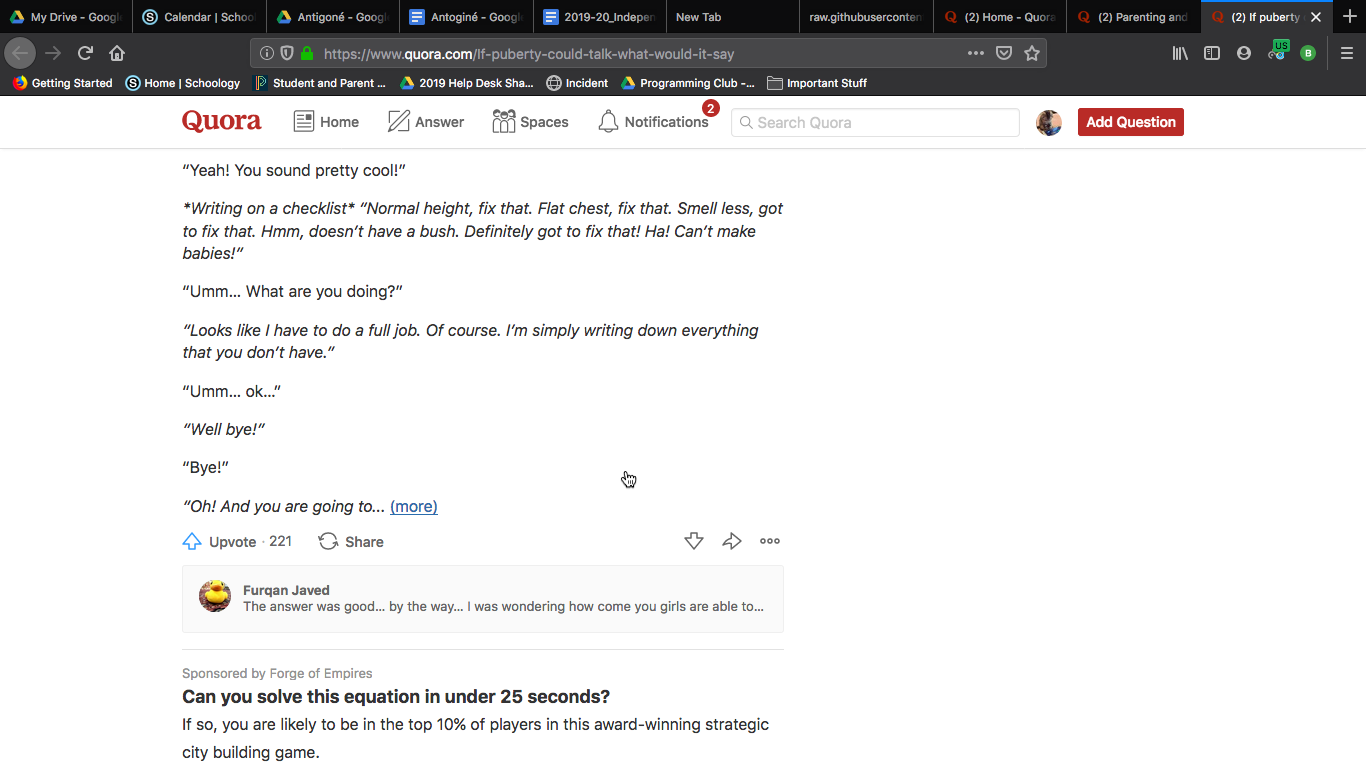 My Drive - Googl
Calendar | School
Antigoné - Googl
Antoginé - Googl
2019-20_Indepen
New Tab
raw.githubusercontent
(2) Home - Quora
(2) Parenting and
(2) If puberty
https://www.quora.com/If-puberty-could-talk-what-would-it-say
US
B
Getting Started
Home | Schoology
Student and Parent ...
2019 Help Desk Sha...
Incident
Programming Club -...
Important Stuff
Quora
Home
Answer
Spaces
Notifications
2
Search Quora
Add Question
“Yeah! You sound pretty cool!”
*Writing on a checklist* “Normal height, fix that. Flat chest, fix that. Smell less, got
to fix that. Hmm, doesn’t have a bush. Definitely got to fix that! Ha! Can’t make
babies!”
“Umm... What are you doing?”
“Looks like I have to do a full job. Of course. I’m simply writing down everything
that you don’t have.”
“Umm... ok...”
“Well bye!”
“Bye!”
“Oh! And you are going to... (more)
Upvote · 221
Share
Furqan Javed
The answer was good... by the way... I was wondering how come you girls are able to...
Sponsored by Forge of Empires
Can you solve this equation in under 25 seconds?
If so, you are likely to be in the top 10% of players in this award-winning strategic
city building game.